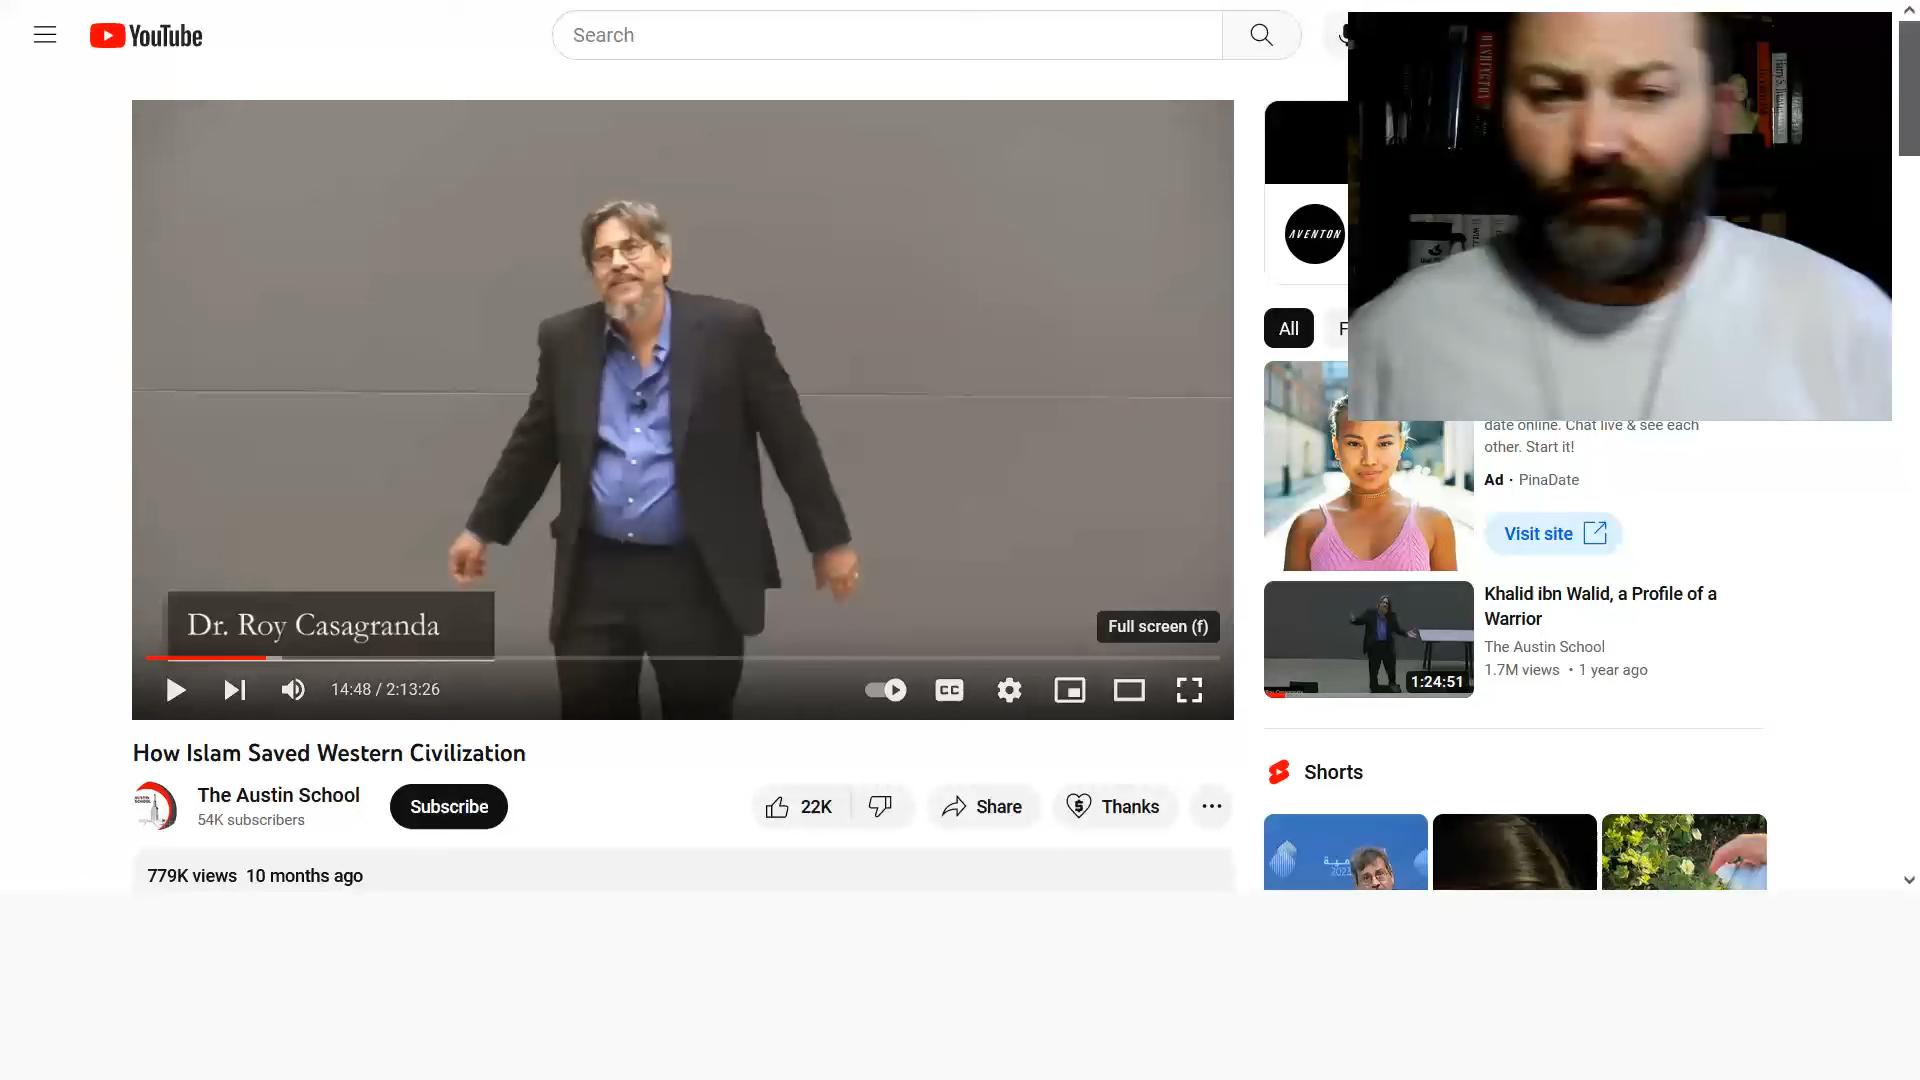 YouTube
Search
Dr. Roy Casagranda
Full screen (f)
14:48 / 2:13:26
CC
How Islam Saved Western Civilization
The Austin School
54K subscribers
Subscribe
22K
Share
Thanks
779K views 10 months ago
AVENTON
All
F
date online. Chat live & see each
other. Start it!
Ad · PinaDate
Visit site
Khalid ibn Walid, a Profile of a
Warrior
The Austin School
1.7M views • 1 year ago
1:24:51
Shorts